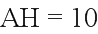 AH = 10